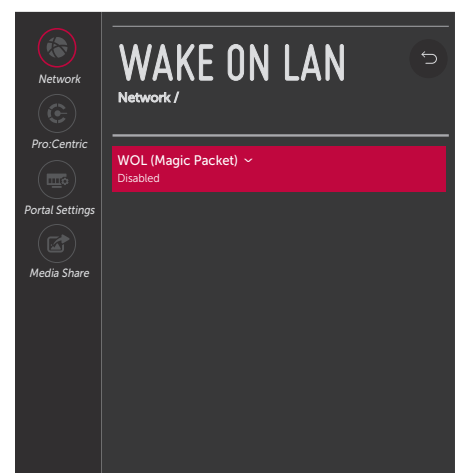 Network
Pro:Centric
Portal Settings
Media Share
WAKE ON LAN
Network /
WOL (Magic Packet)
Disabled